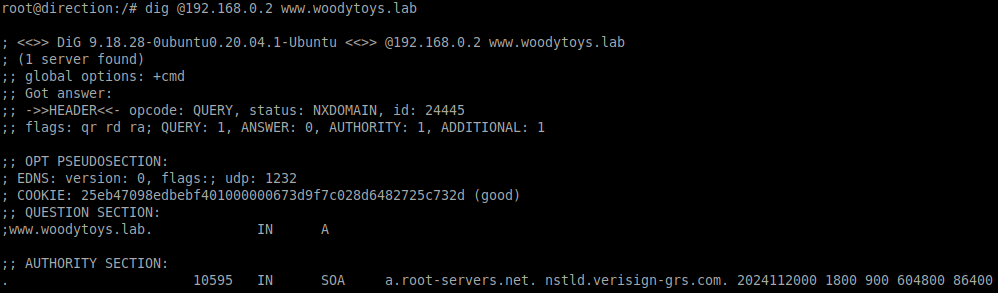 root@direction:/# dig @192.168.0.2 www.woodytoys.lab
; <<>> DiG 9.18.28-0ubuntu0.20.04.1-Ubuntu <<>> @192.168.0.2 www.woodytoys.lab
; (1 server found)
;; global options: +cmd
;; Got answer:
;; ->>HEADER<<- opcode: QUERY, status: NXDOMAIN, id: 24445
;; flags: qr rd ra; QUERY: 1, ANSWER: 0, AUTHORITY: 1, ADDITIONAL: 1
;; OPT PSEUDOSECTION:
; EDNS: version: 0, flags:; udp: 1232
; COOKIE: 25eb47098edbebf401000000673d9f7c028d6482725c732d (good)
;; QUESTION SECTION:
;www.woodytoys.lab. IN A
;; AUTHORITY SECTION:
. 10595 IN SOA a.root-servers.net. nstld.verisign-grs.com. 2024112000 1800 900 604800 86400